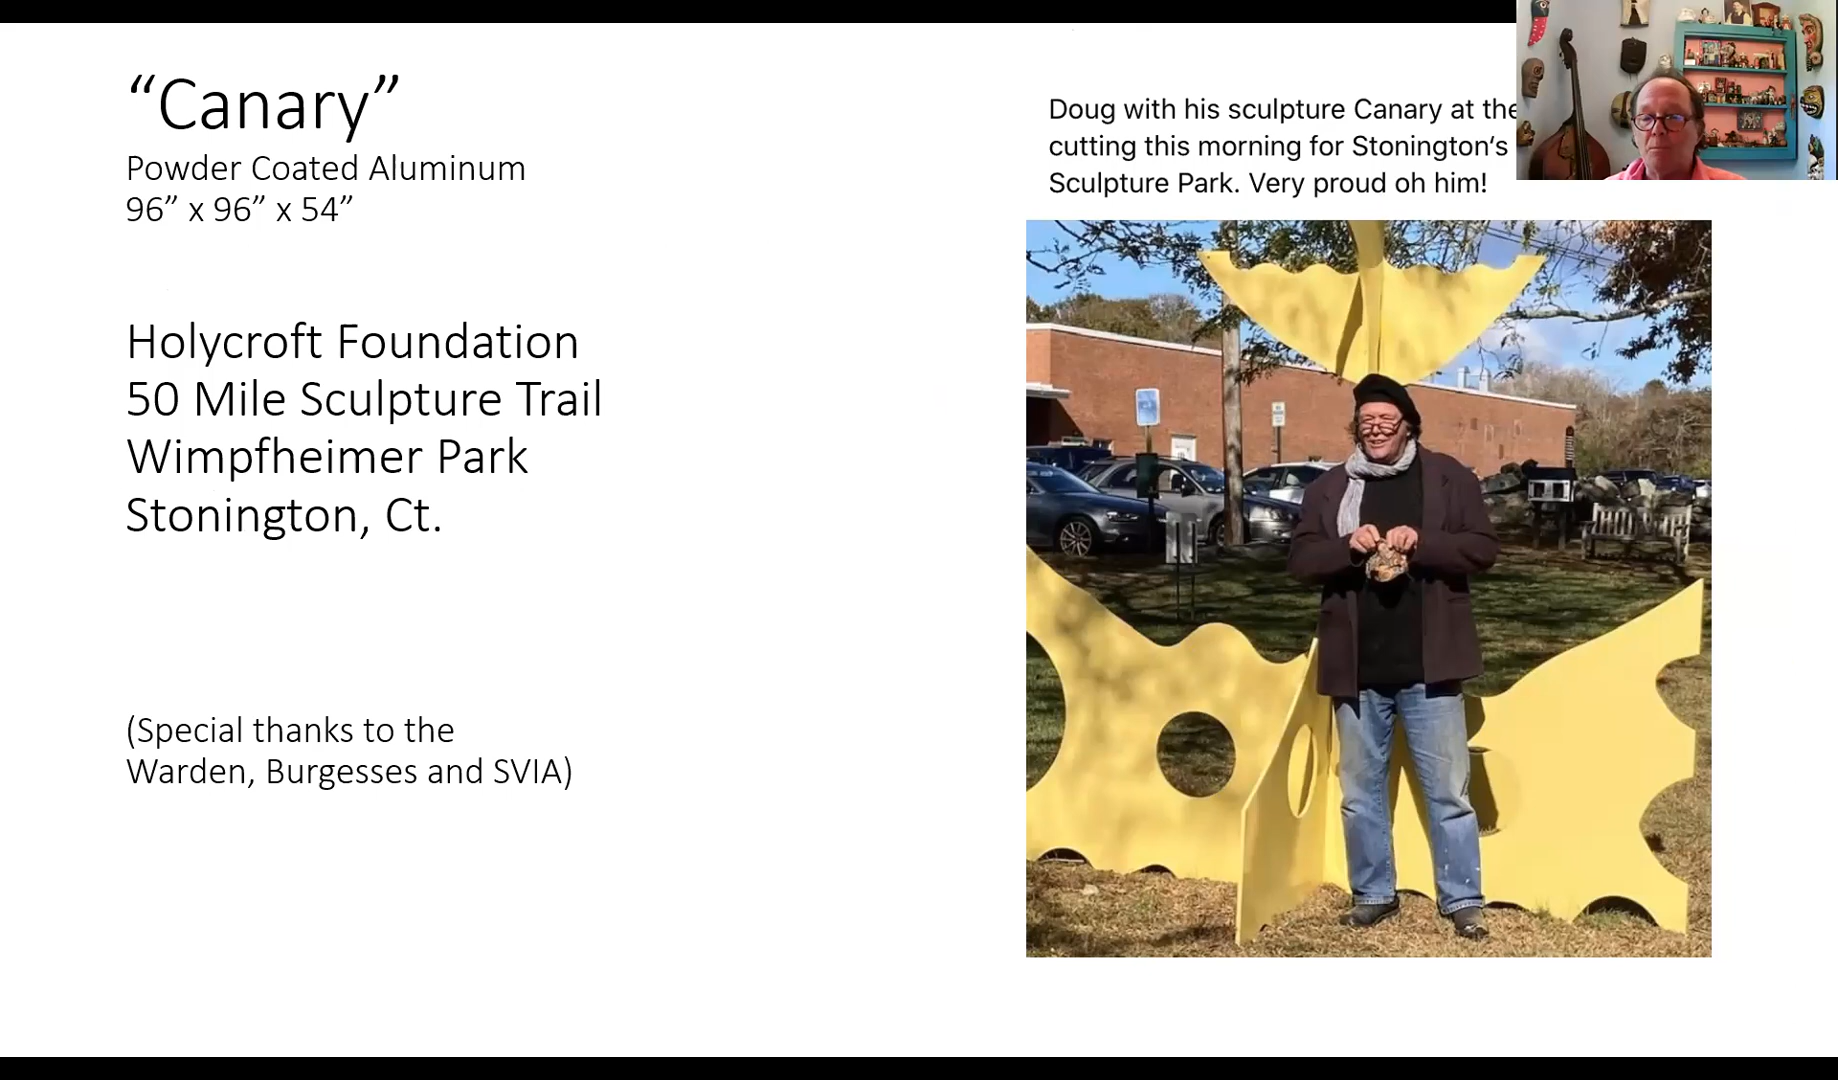 “Canary”
Powder Coated Aluminum
96” x 96” x 54”
Holycroft Foundation
50 Mile Sculpture Trail
Wimpfheimer Park
Stonington, Ct.
(Special thanks to the
Warden, Burgesses and SVIA)
Doug with his sculpture Canary at the
cutting this morning for Stonington‘s
Sculpture Park. Very proud oh him!